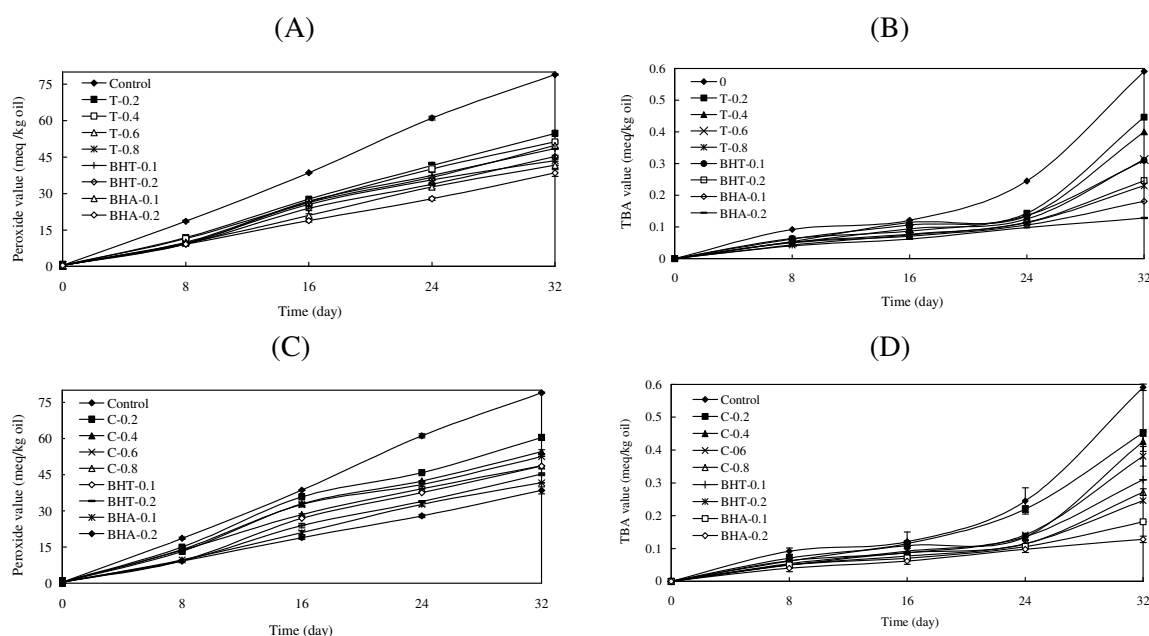 (A)
Peroxide value (meq /kg oil)
75
60
45
30
15
0
Control
T-0.2
T-0.4
T-0.6
T-0.8
BHT-0.1
BHT-0.2
BHA-0.1
BHA-0.2
0 8 16 24 32
Time (day)
(B)
TBA value (meq/kg oil)
0.6
0.5
0.4
0.3
0.2
0.1
0
0
T-0.2
T-0.4
T-0.6
T-0.8
BHT-0.1
BHT-0.2
BHA-0.1
BHA-0.2
0 8 16 24 32
Time (day)
(C)
Peroxide value (meq/kg oil)
75
60
45
30
15
0
Control
C-0.2
C-0.4
C-0.6
C-0.8
BHT-0.1
BHT-0.2
BHA-0.1
BHA-0.2
0 8 16 24 32
Time (day)
(D)
TBA value (meq/kg oil)
0.6
0.5
0.4
0.3
0.2
0.1
0
Control
C-0.2
C-0.4
C-06
C-0.8
BHT-0.1
BHT-0.2
BHA-0.1
BHA-0.2
0 8 16 24 32
Time (day)